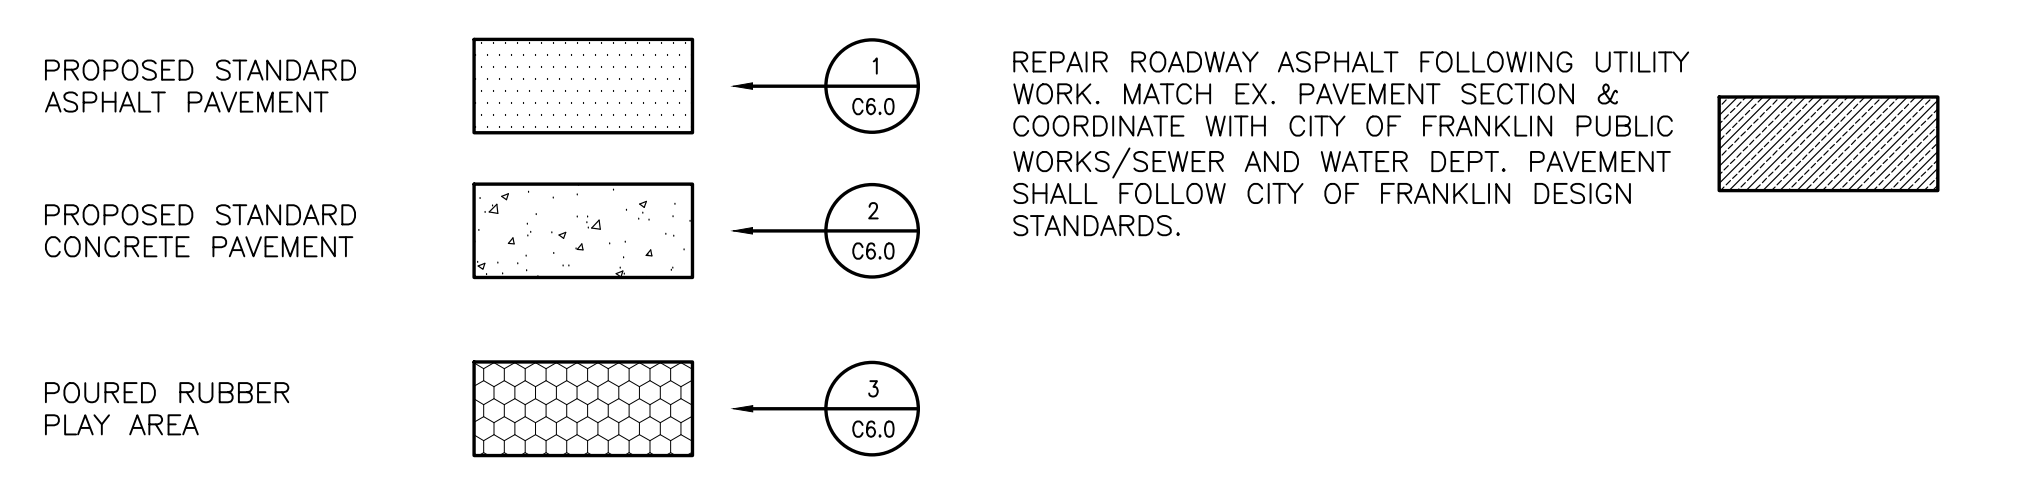 PROPOSED STANDARD
ASPHALT PAVEMENT
1
C6.0
PROPOSED STANDARD
CONCRETE PAVEMENT
2
C6.0
POURED RUBBER
PLAY AREA
3
C6.0
REPAIR ROADWAY ASPHALT FOLLOWING UTILITY
WORK. MATCH EX. PAVEMENT SECTION &
COORDINATE WITH CITY OF FRANKLIN PUBLIC
WORKS/SEWER AND WATER DEPT. PAVEMENT
SHALL FOLLOW CITY OF FRANKLIN DESIGN
STANDARDS.